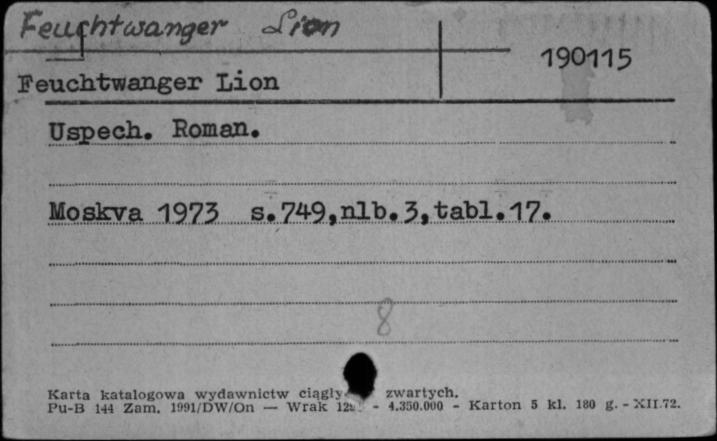 Feuchtwanger Lion
190115
Feuchtwanger Lion
Uspech. Roman.
Moskva 1973 s.749,nlb.3,tabl.17.
8
Karta katalogowa wydawnictw zwartych.
Pu-B 144 Zam. 1991/DW/On — Wrak - 4.350.000 - Karton 5 kl. 180 g. - XII.72.